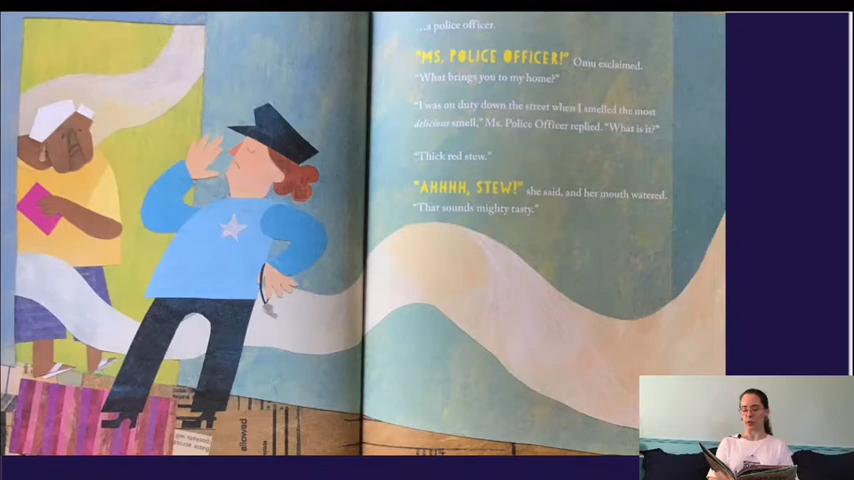 ...a police officer.
"MS. POLICE OFFICER!" Omu exclaimed.
"What brings you to my home?"
"I was on duty down the street when I smelled the most
delicious smell," Ms. Police Officer replied. "What is it?"
"Thick red stew."
"AHHHH, STEW!" she said, and her mouth watered.
"That sounds mighty tasty."
allowed